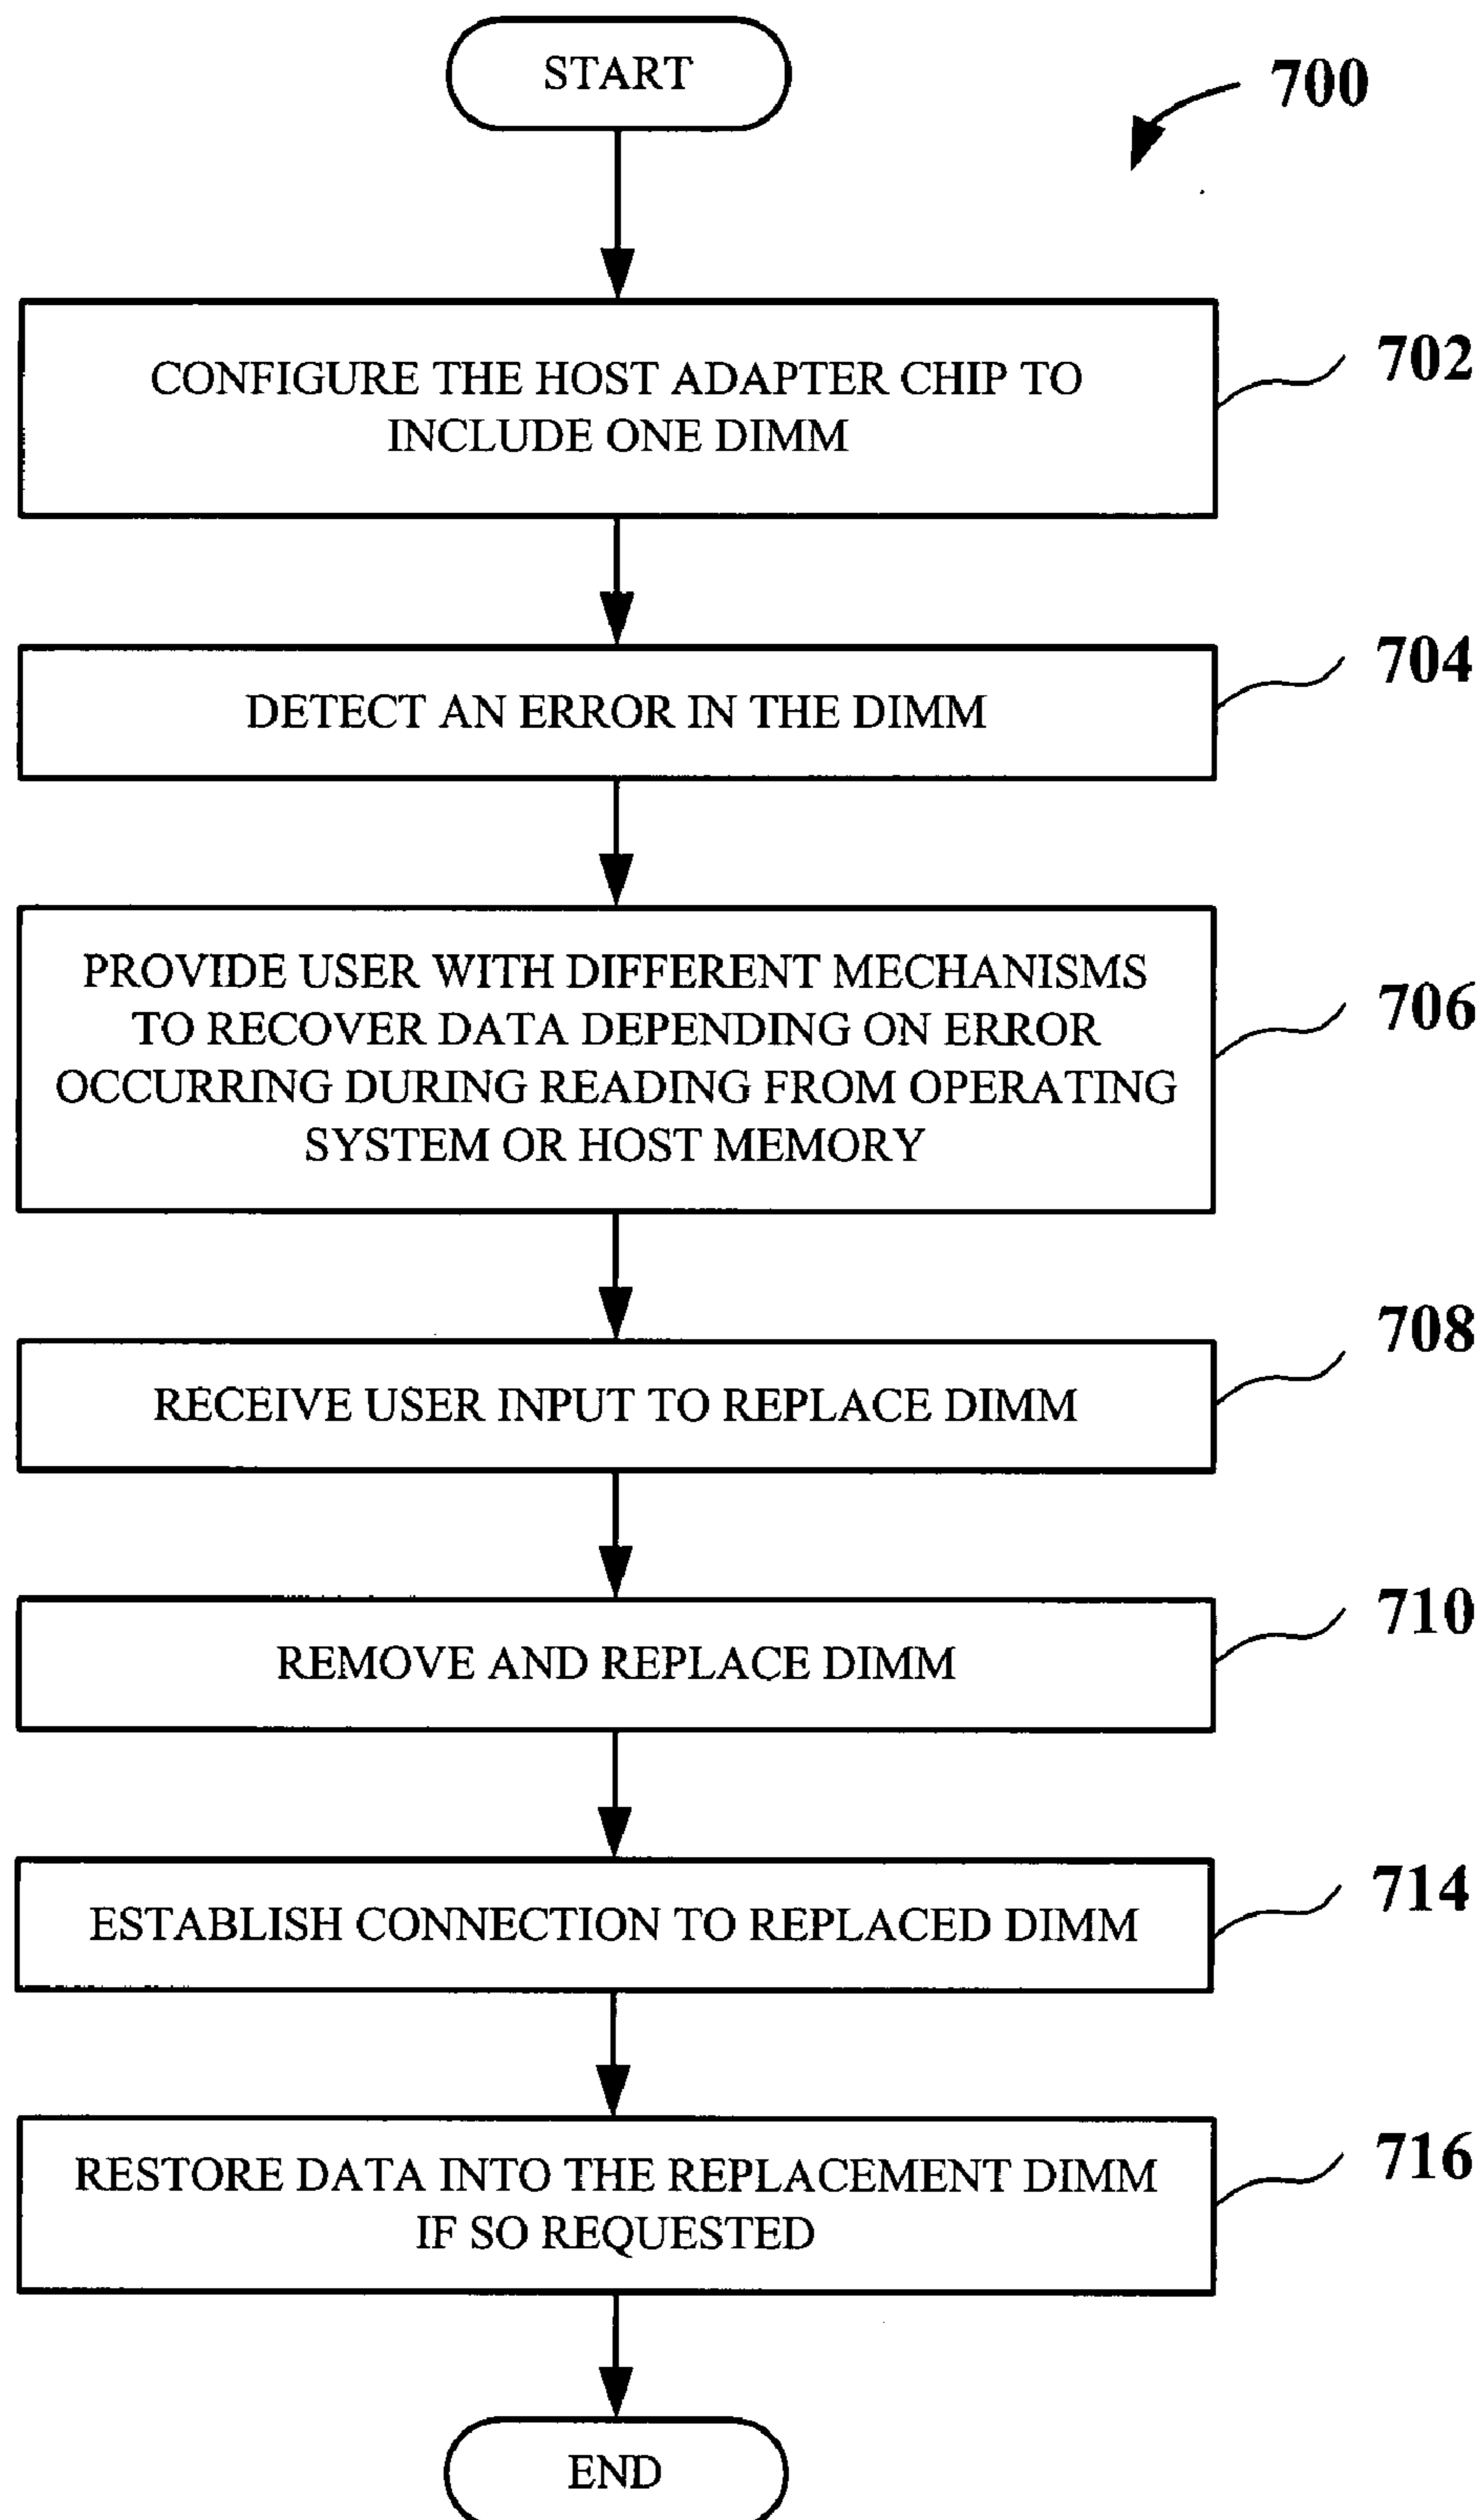 START
700
CONFIGURE THE HOST ADAPTER CHIP TO
INCLUDE ONE DIMM
702
DETECT AN ERROR IN THE DIMM
704
PROVIDE USER WITH DIFFERENT MECHANISMS
TO RECOVER DATA DEPENDING ON ERROR
OCCURRING DURING READING FROM OPERATING
SYSTEM OR HOST MEMORY
706
RECEIVE USER INPUT TO REPLACE DIMM
708
REMOVE AND REPLACE DIMM
710
ESTABLISH CONNECTION TO REPLACED DIMM
714
RESTORE DATA INTO THE REPLACEMENT DIMM
IF SO REQUESTED
716
END